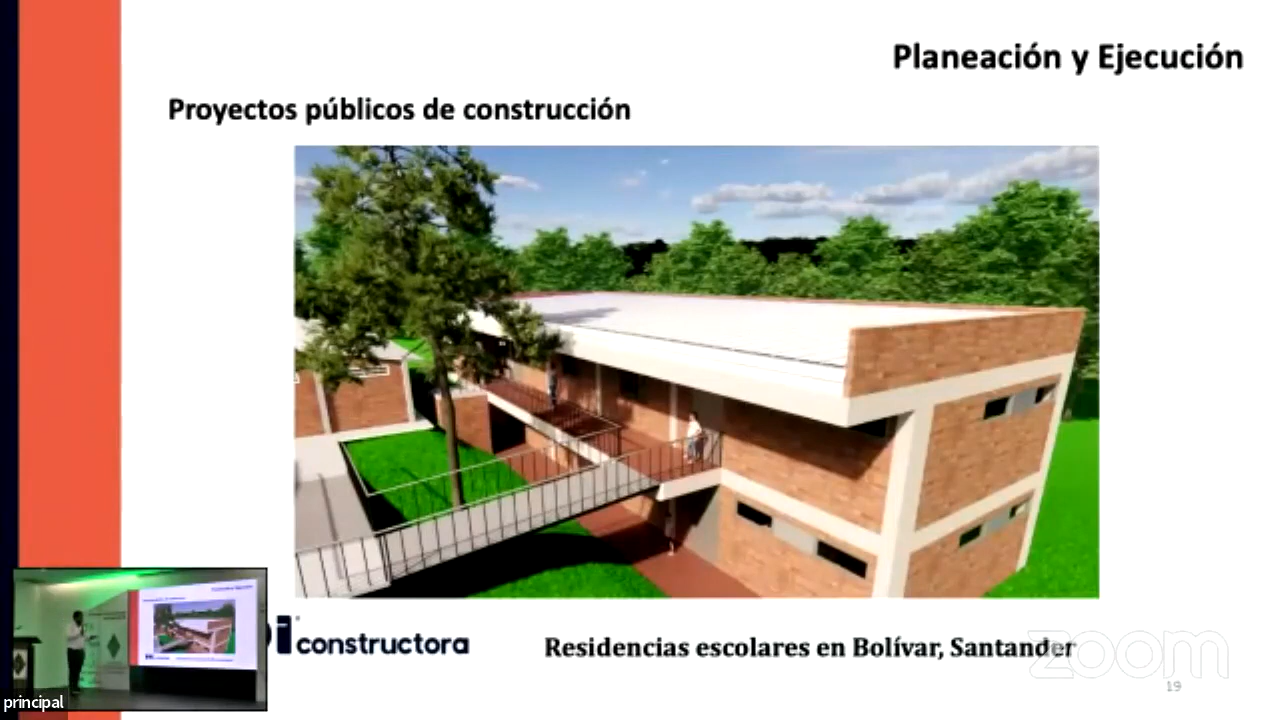 Planeación y Ejecución
Proyectos públicos de construcción
constructora
Residencias escolares en Bolívar, Santander
zoom
19
principal